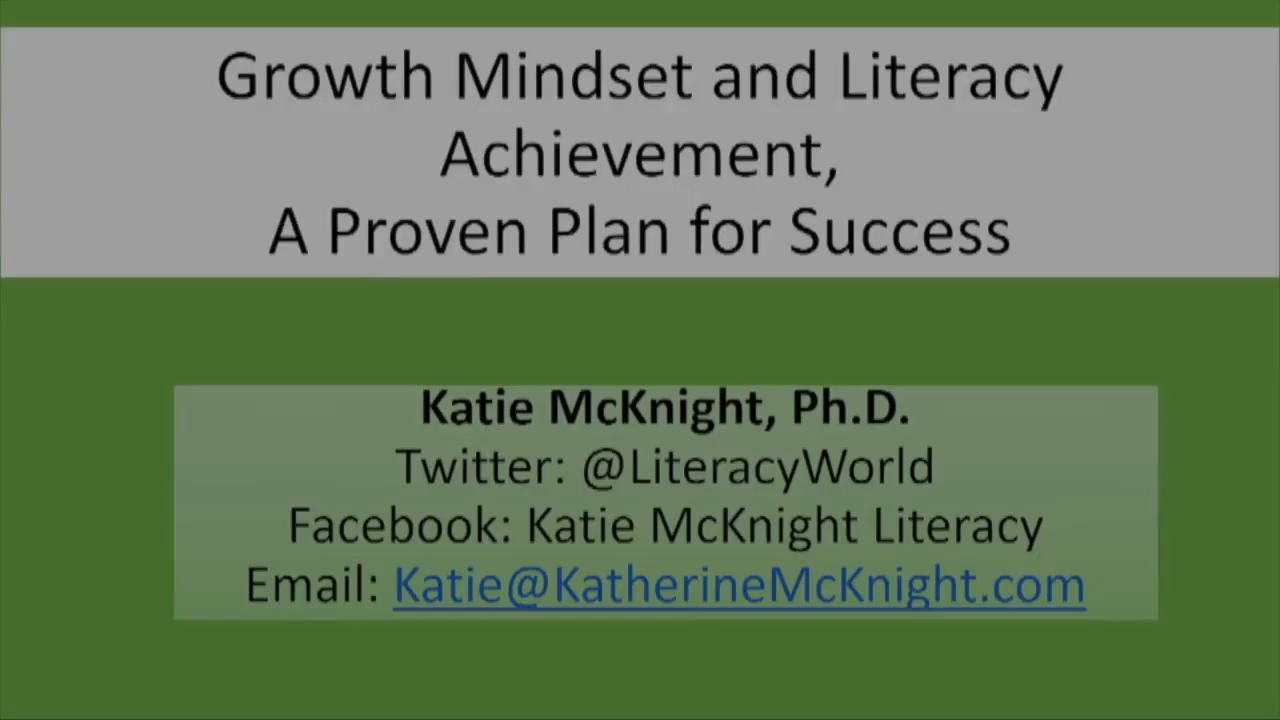 Growth Mindset and Literacy
Achievement,
A Proven Plan for Success
Katie McKnight, Ph.D.
Twitter: @LiteracyWorld
Facebook: Katie McKnight Literacy
Email: Katie@KatherineMcKnight.com